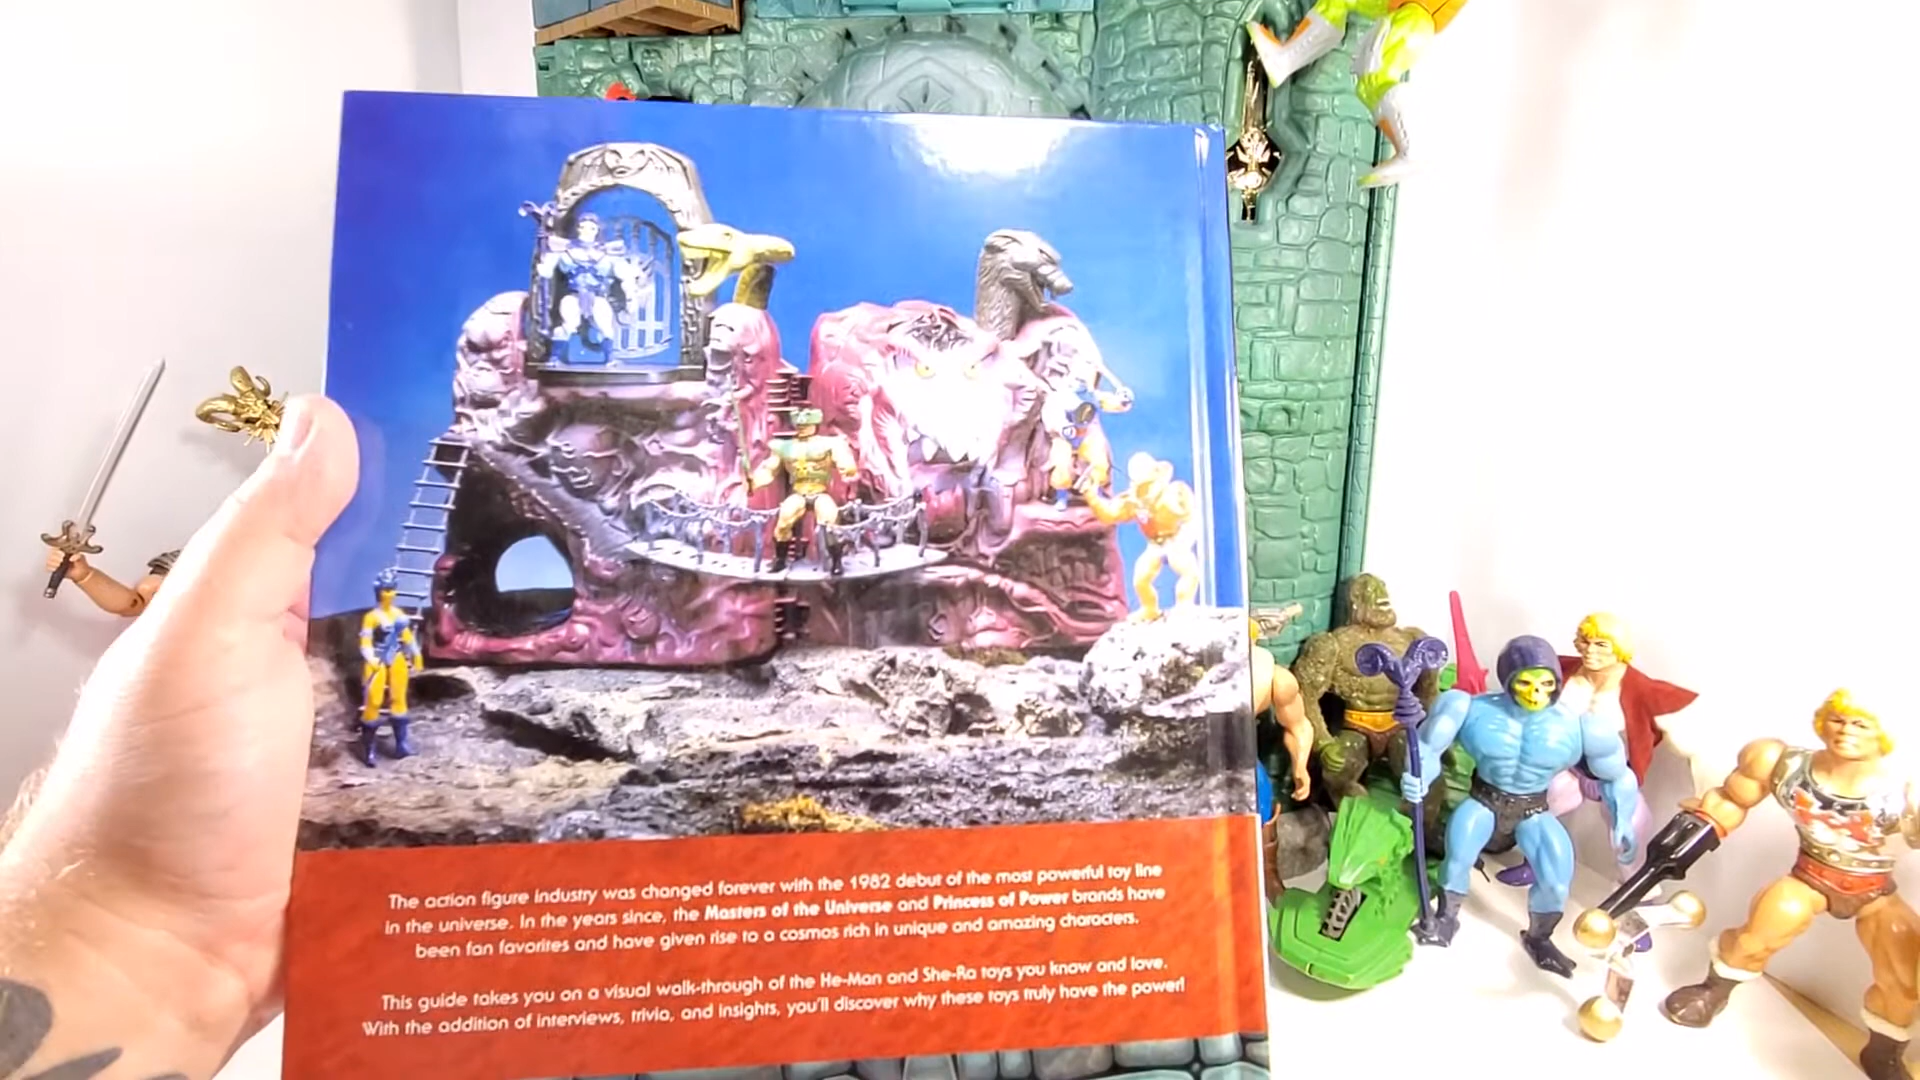 The action figure industry was changed forever with the 1982 debut of the most powerful toy line
in the universe. In the years since, the Masters of the Universe and Princess of Power brands have
been fan favorites and have given rise to a cosmos rich in unique and amazing characters.
This guide takes you on a visual walk-through of the He-Man and She-Ra toys you know and love.
With the addition of interviews, trivia, and insights, you'll discover why these toys truly have the power!